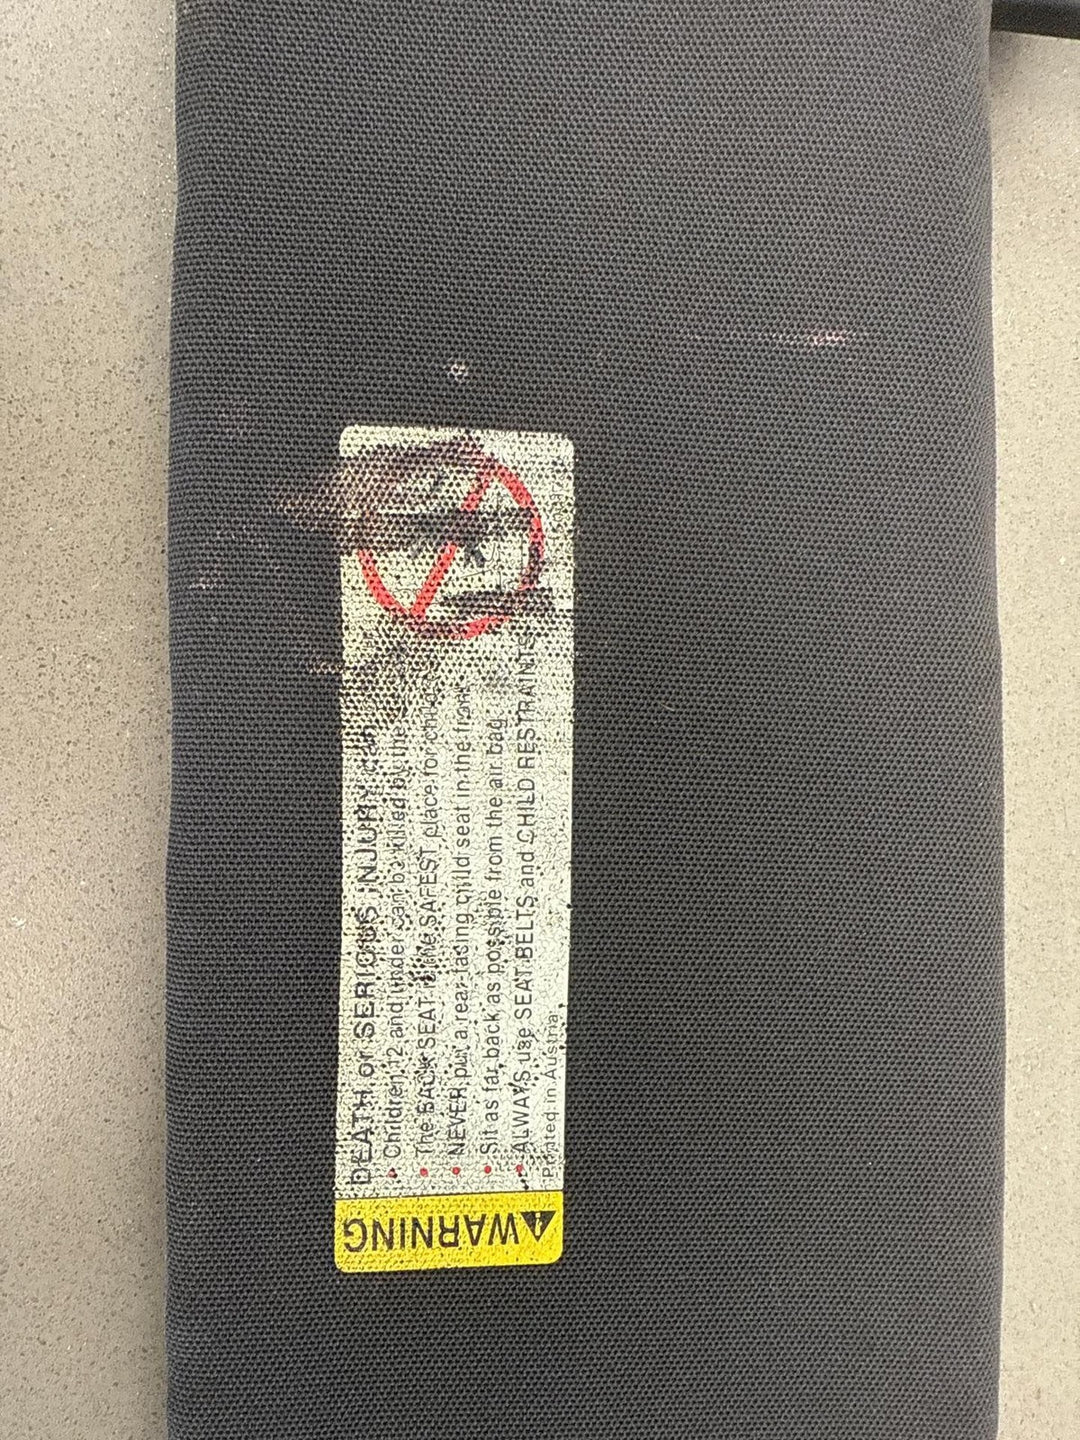 WARNING
DEATH or SERIOUS INJURY can
Children 12 and under can be killed by the
The BACK SEAT is the SAFEST place for
NEVER put a rear-facing child seat in the front
Sit as far back as possible from the air bag
ALWAYS use SEAT BELTS and CHILD RESTRAINTS
Printed in Austria